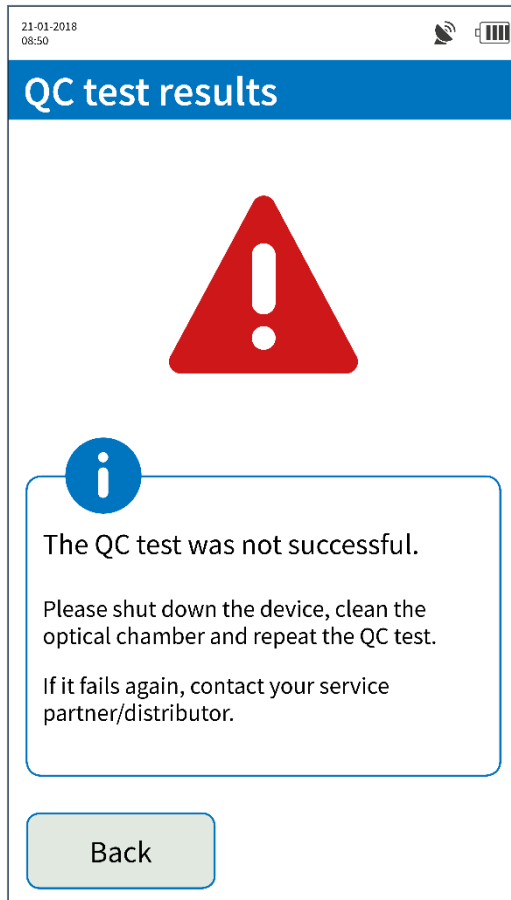 21-01-2018
08:50
QC test results
The QC test was not successful.
Please shut down the device, clean the
optical chamber and repeat the QC test.
If it fails again, contact your service
partner/distributor.
Back